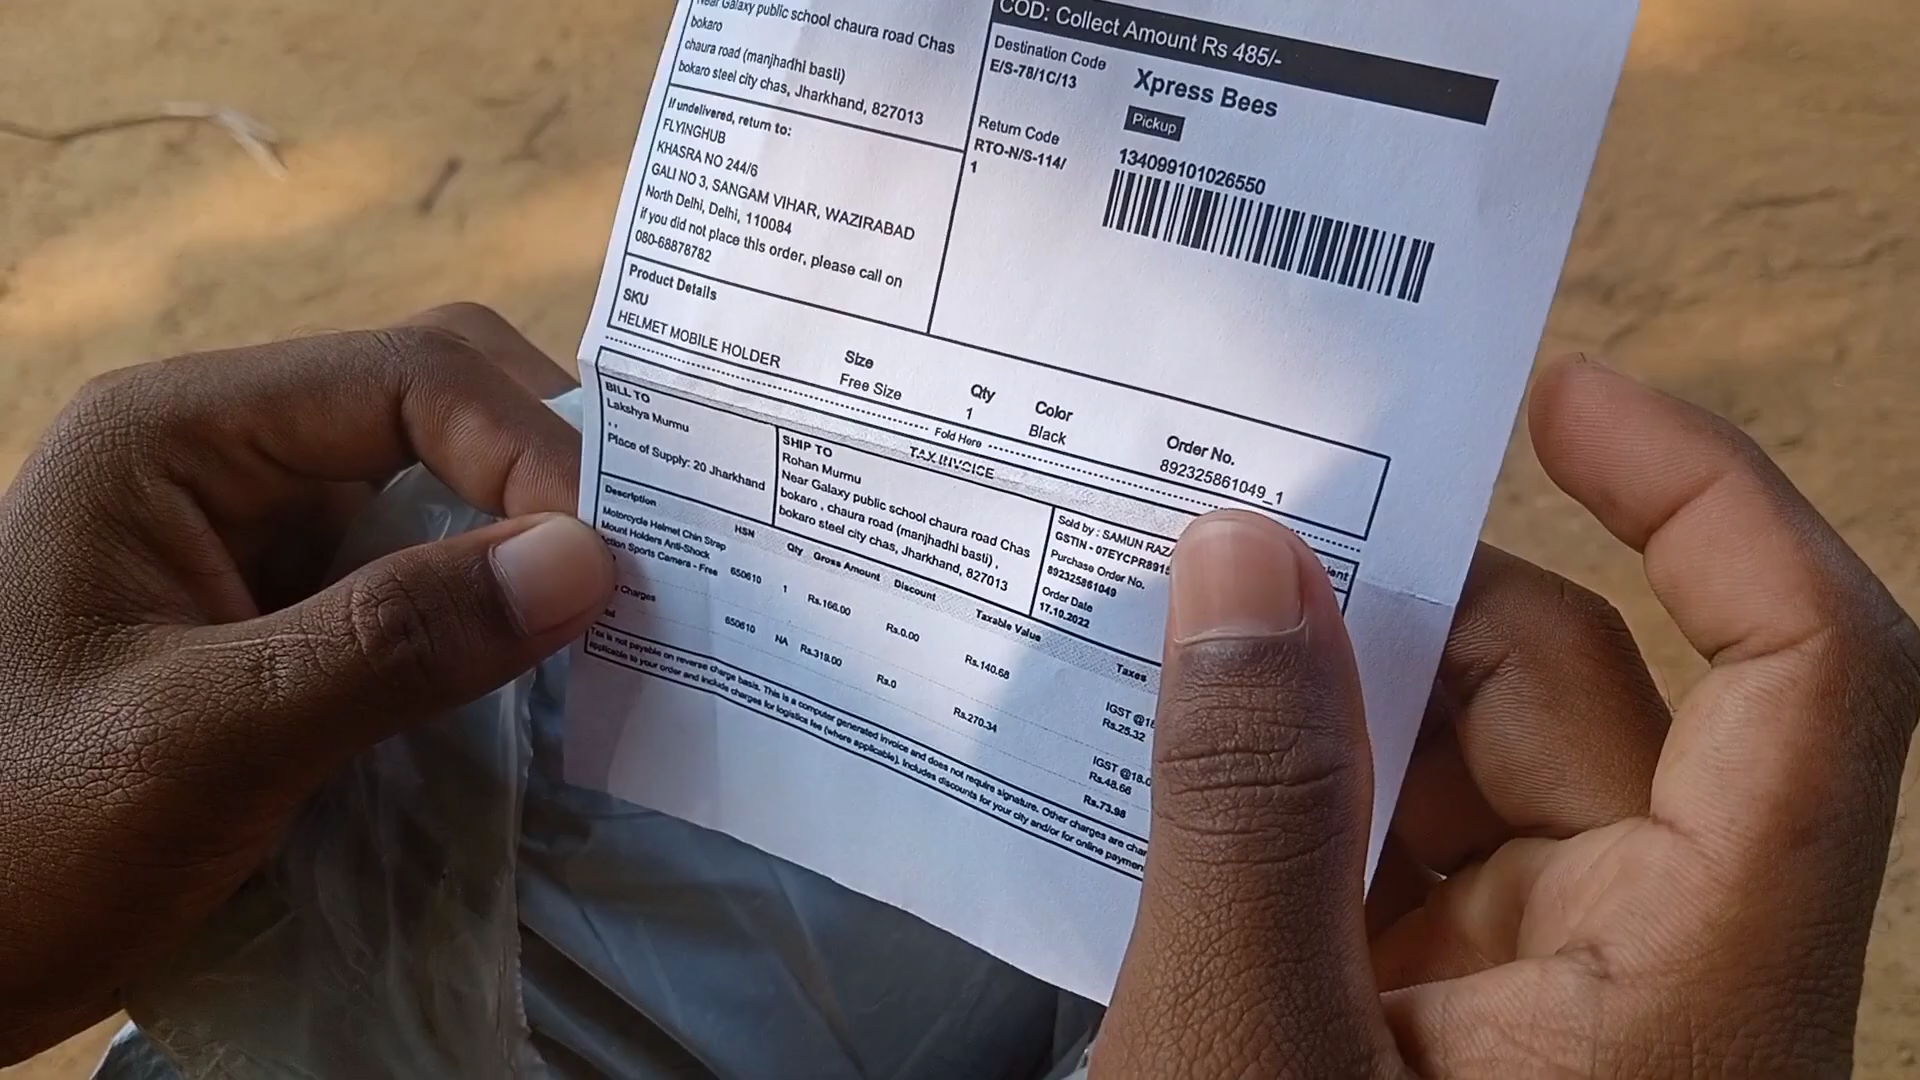 Near Galaxy public school chaura road Chas
bokaro
chaura road (manjhadhi basti)
bokaro steel city chas, Jharkhand, 827013
If undelivered, return to:
FLYINGHUB
KHASRA NO 244/6
GALI NO 3, SANGAM VIHAR, WAZIRABAD
North Delhi, Delhi, 110084
if you did not place this order, please call on
080-68878782
COD: Collect Amount Rs 485/-
Destination Code
E/S-78/1C/13
Return Code
RTO-N/S-114/
1
Xpress Bees
Pickup
134099101026550
Product Details
SKU Size Qty Color Order No.
HELMET MOBILE HOLDER Free Size 1 Black 892325861049_1
Fold Here
TAX INVOICE
BILL TO
Lakshya Murmu
, ,
Place of Supply: 20 Jharkhand
SHIP TO
Rohan Murmu
Near Galaxy public school chaura road Chas
bokaro , chaura road (manjhadhi basti) ,
bokaro steel city chas, Jharkhand, 827013
Sold by : SAMUN RAZ
GSTIN - 07EYCPR891
Purchase Order No.
892325861049
Order Date
17.10.2022
Description HSN Qty Gross Amount Discount Taxable Value Taxes
Motorcycle Helmet Chin Strap
Mount Holders Anti-Shock
Action Sports Camera - Free
650610 1 Rs.166.00 Rs.0.00 Rs.140.68 IGST @18
Rs.25.32
Charges 650610 NA Rs.319.00 Rs.0 Rs.270.34 IGST @18.0
Rs.48.66
Rs.73.98
Tax is not payable on reverse charge basis. This is a computer generated invoice and does not require signature. Other charges are char
applicable to your order and include charges for logistics fee (where applicable). Includes discounts for your city and/or for online paymen